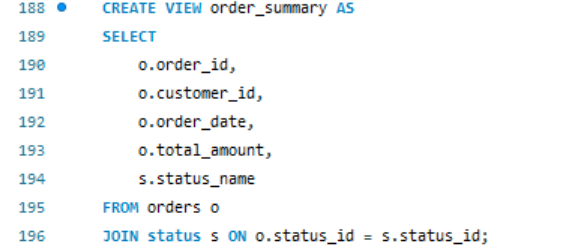 188 CREATE VIEW order_summary AS
189 SELECT
190 o.order_id,
191 o.customer_id,
192 o.order_date,
193 o.total_amount,
194 s.status_name
195 FROM orders o
196 JOIN status s ON o.status_id = s.status_id;